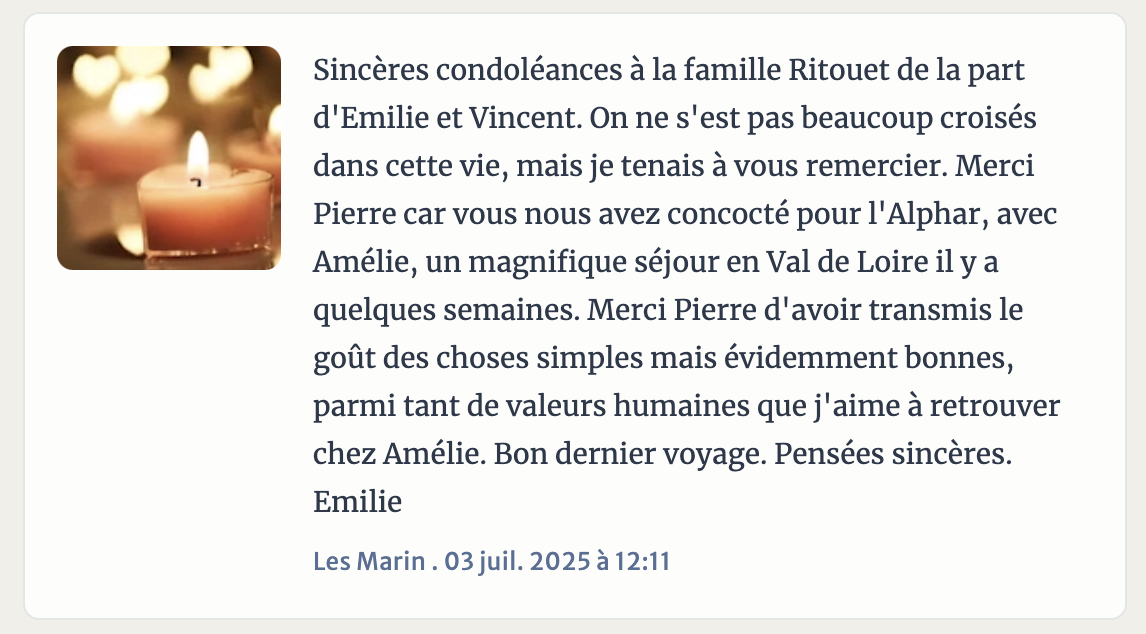 Sincères condoléances à la famille Ritouet de la part
d'Emilie et Vincent. On ne s'est pas beaucoup croisés
dans cette vie, mais je tenais à vous remercier. Merci
Pierre car vous nous avez concocté pour l'Alphar, avec
Amélie, un magnifique séjour en Val de Loire il y a
quelques semaines. Merci Pierre d'avoir transmis le
goût des choses simples mais évidemment bonnes,
parmi tant de valeurs humaines que j'aime à retrouver
chez Amélie. Bon dernier voyage. Pensées sincères.
Emilie
Les Marin . 03 juil. 2025 à 12:11